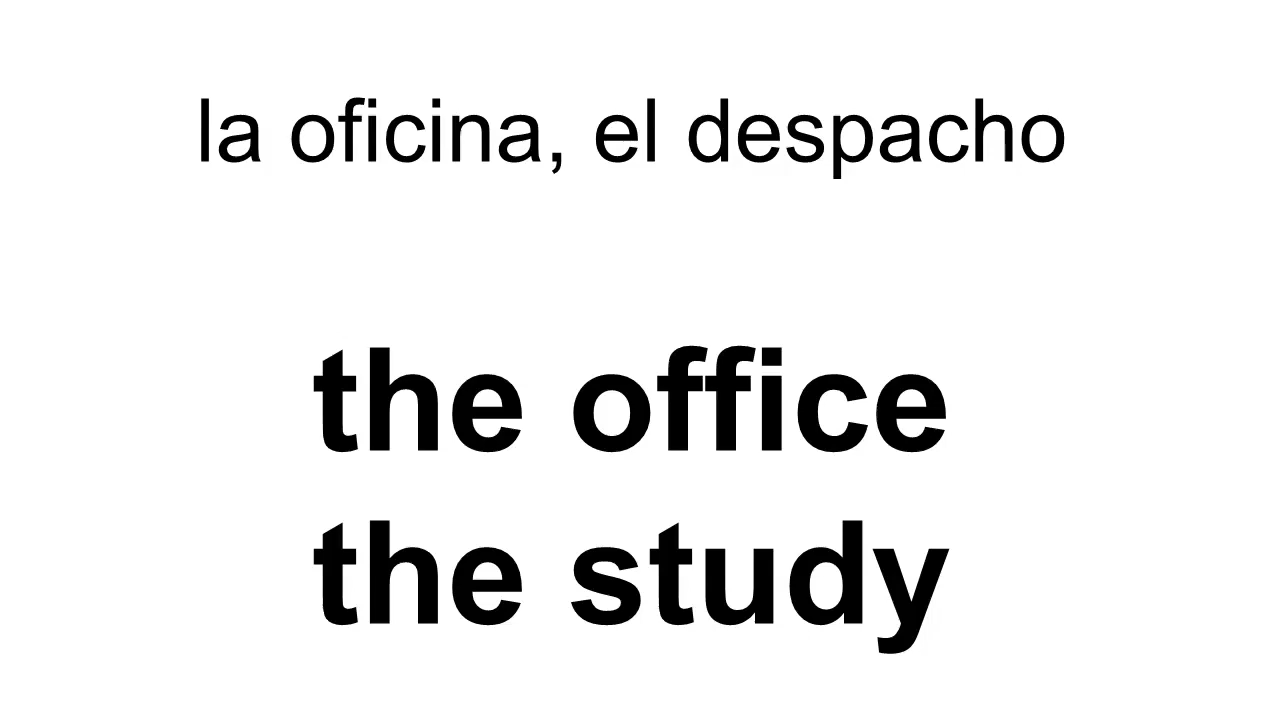 la oficina, el despacho
the office
the study